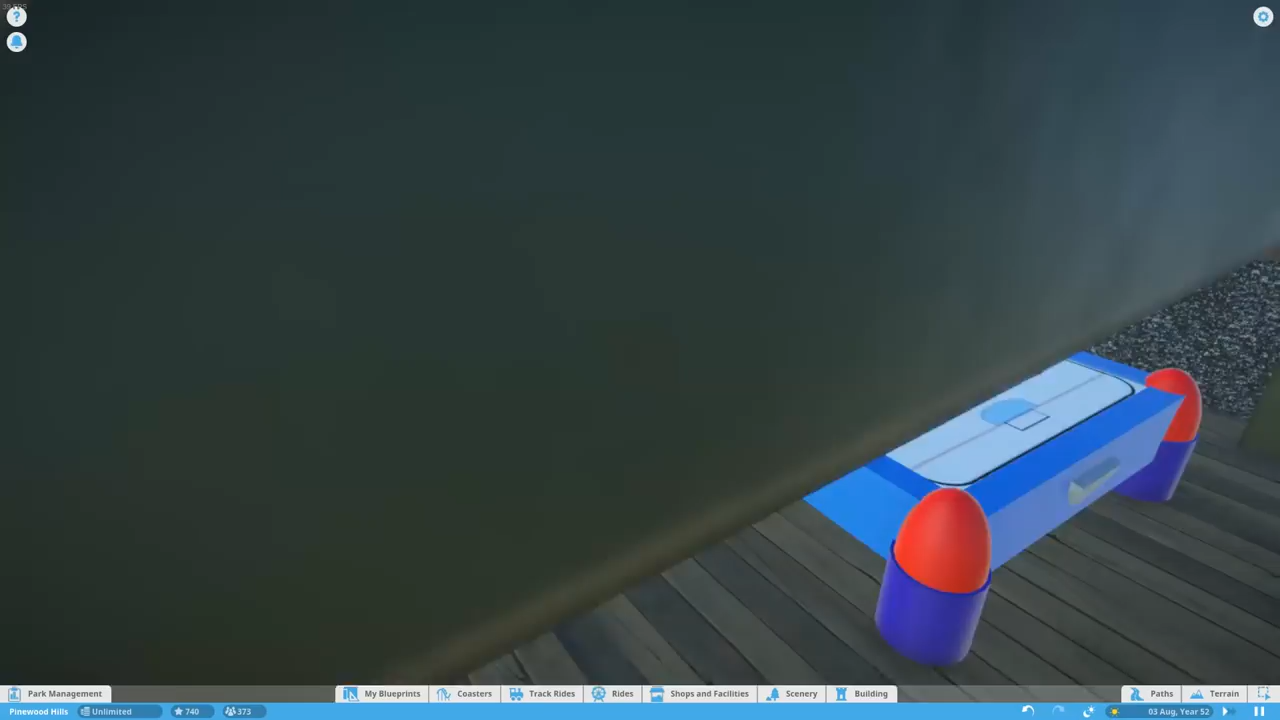 Park Management
My Blueprints
Coasters
Track Rides
Rides
Shops and Facilities
Scenery
Building
Paths
Terrain
Pinewood Hills
Unlimited
740
373
03 Aug, Year 52